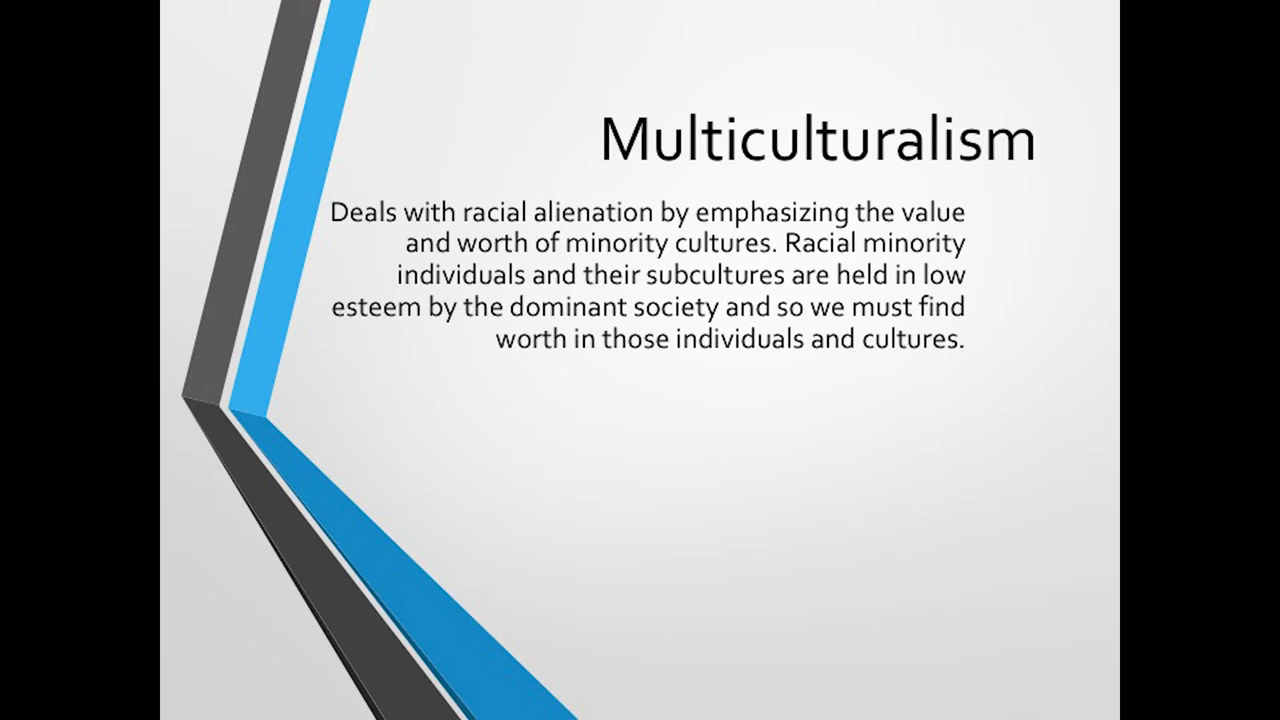 Multiculturalism
Deals with racial alienation by emphasizing the value
and worth of minority cultures. Racial minority
individuals and their subcultures are held in low
esteem by the dominant society and so we must find
worth in those individuals and cultures.